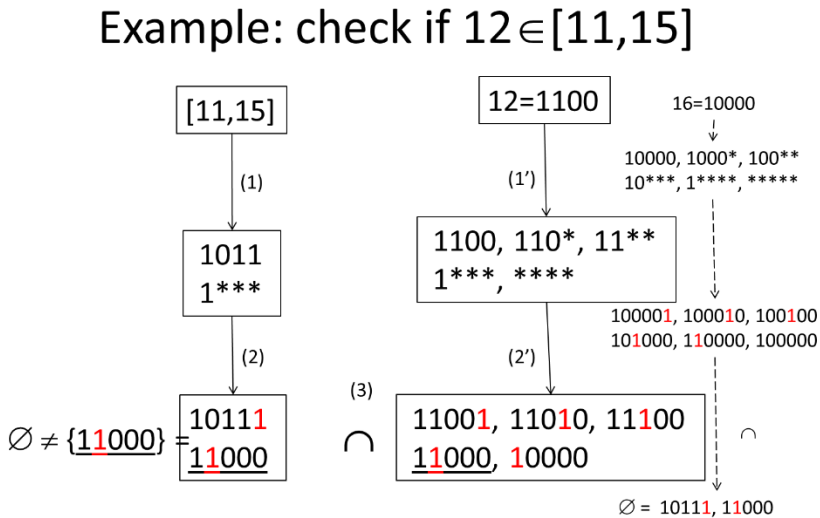 Example: check if 12∈[11,15]
[11,15]
(1)
1011
1***
(2)
∅ ≠ {11000} =
10111
11000
(3)
∩
12=1100
(1')
1100, 110*, 11**
1***, ****
(2')
11001, 11010, 11100
11000, 10000
16=10000
10000, 1000*, 100**
10***, 1****, *****
100001, 100010, 100100
101000, 110000, 100000
∩
∅ = 10111, 11000